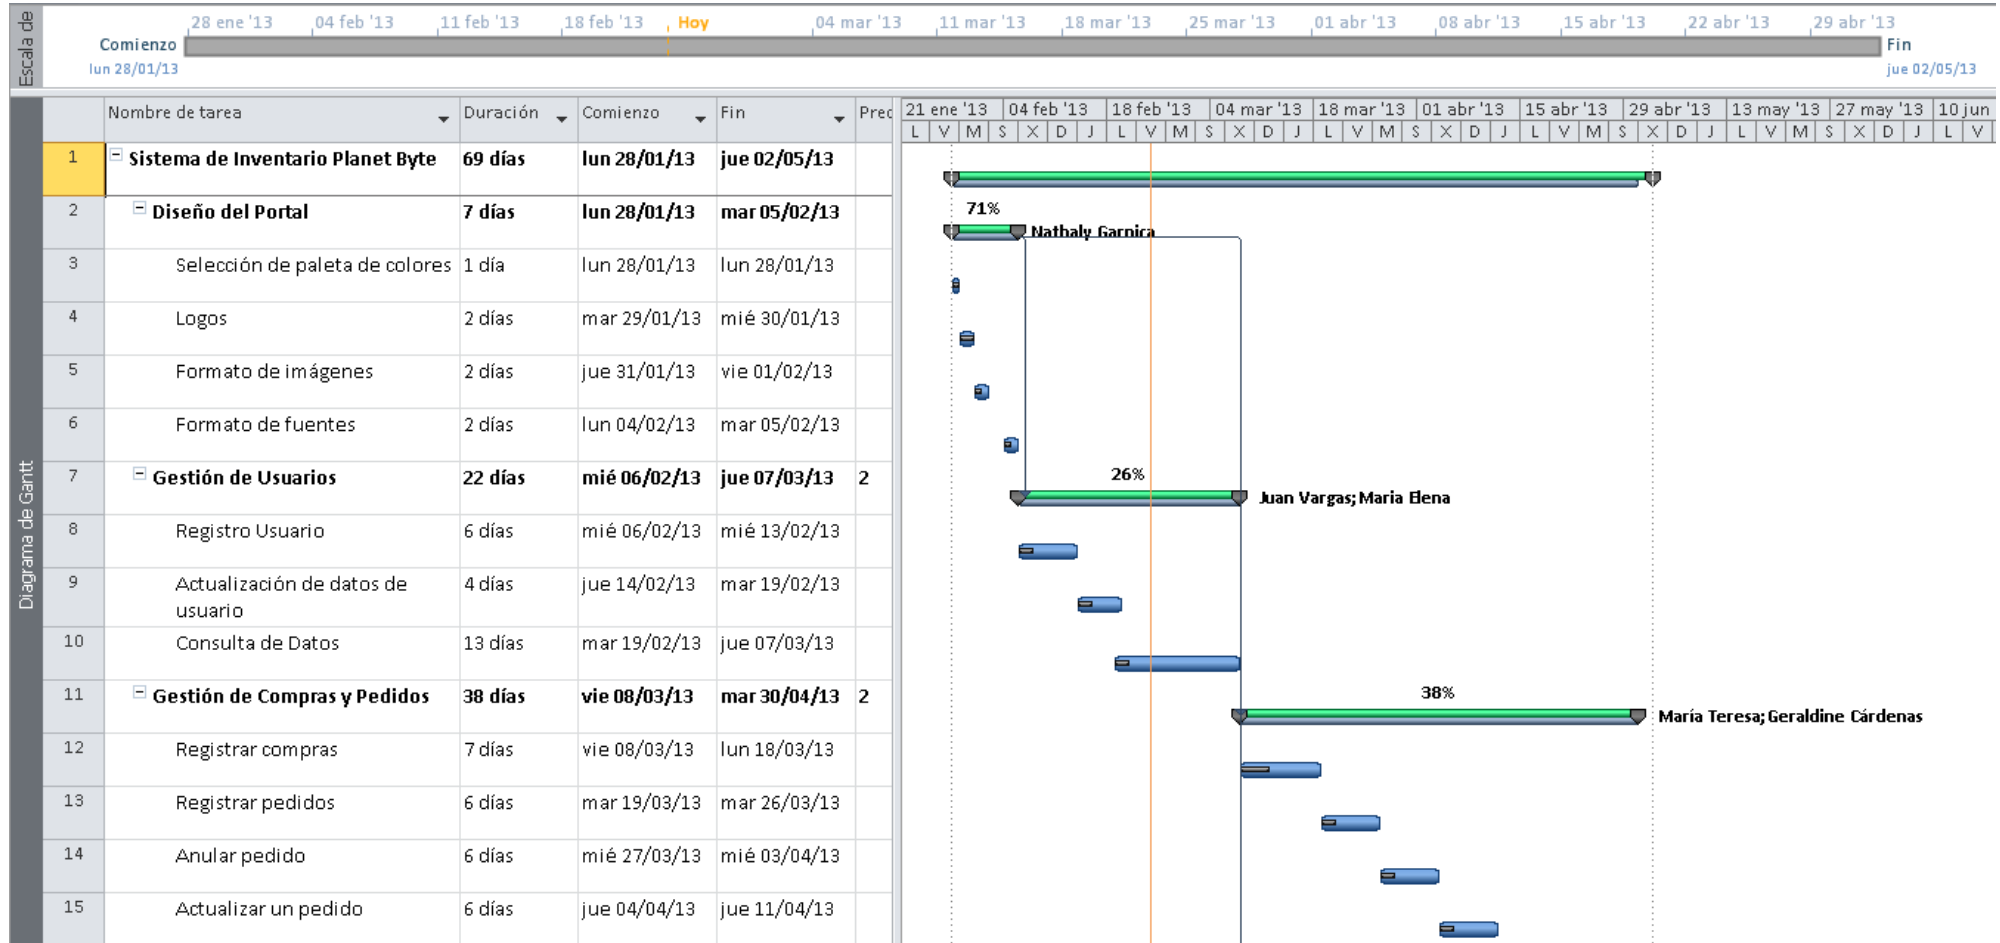 Escala de
28 ene '13 04 feb '13 11 feb '13 18 feb '13 Hoy 04 mar '13 11 mar '13 18 mar '13 25 mar '13 01 abr '13 08 abr '13 15 abr '13 22 abr '13 29 abr '13
Comienzo
lun 28/01/13
Fin
jue 02/05/13
Diagrama de Gantt
Nombre de tarea Duración Comienzo Fin Pred
21 ene '13 04 feb '13 18 feb '13 04 mar '13 18 mar '13 01 abr '13 15 abr '13 29 abr '13 13 may '13 27 may '13 10 jun
L V M S X D J L V M S X D J L V M S X D J L V M S X D J L V M S X D J L V
1 Sistema de Inventario Planet Byte 69 días lun 28/01/13 jue 02/05/13
2 Diseño del Portal 7 días lun 28/01/13 mar 05/02/13
71%
Nathaly Garnica
3 Selección de paleta de colores 1 día lun 28/01/13 lun 28/01/13
4 Logos 2 días mar 29/01/13 mié 30/01/13
5 Formato de imágenes 2 días jue 31/01/13 vie 01/02/13
6 Formato de fuentes 2 días lun 04/02/13 mar 05/02/13
7 Gestión de Usuarios 22 días mié 06/02/13 jue 07/03/13 2
26%
Juan Vargas;Maria Elena
8 Registro Usuario 6 días mié 06/02/13 mié 13/02/13
9 Actualización de datos de usuario 4 días jue 14/02/13 mar 19/02/13
10 Consulta de Datos 13 días mar 19/02/13 jue 07/03/13
11 Gestión de Compras y Pedidos 38 días vie 08/03/13 mar 30/04/13 2
38%
María Teresa;Geraldine Cárdenas
12 Registrar compras 7 días vie 08/03/13 lun 18/03/13
13 Registrar pedidos 6 días mar 19/03/13 mar 26/03/13
14 Anular pedido 6 días mié 27/03/13 mié 03/04/13
15 Actualizar un pedido 6 días jue 04/04/13 jue 11/04/13